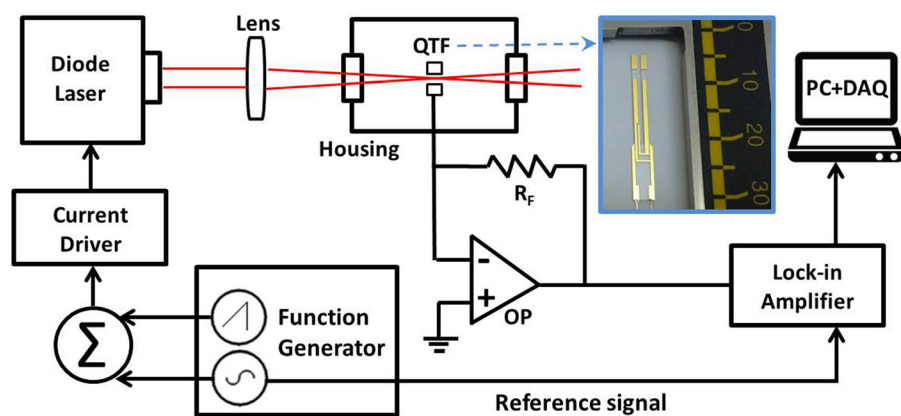 Diode
Laser
Lens
QTF
Housing
R_F
0
10
20
30
PC+DAQ
Current
Driver
Σ
Function
Generator
-
+
OP
Lock-in
Amplifier
Reference signal